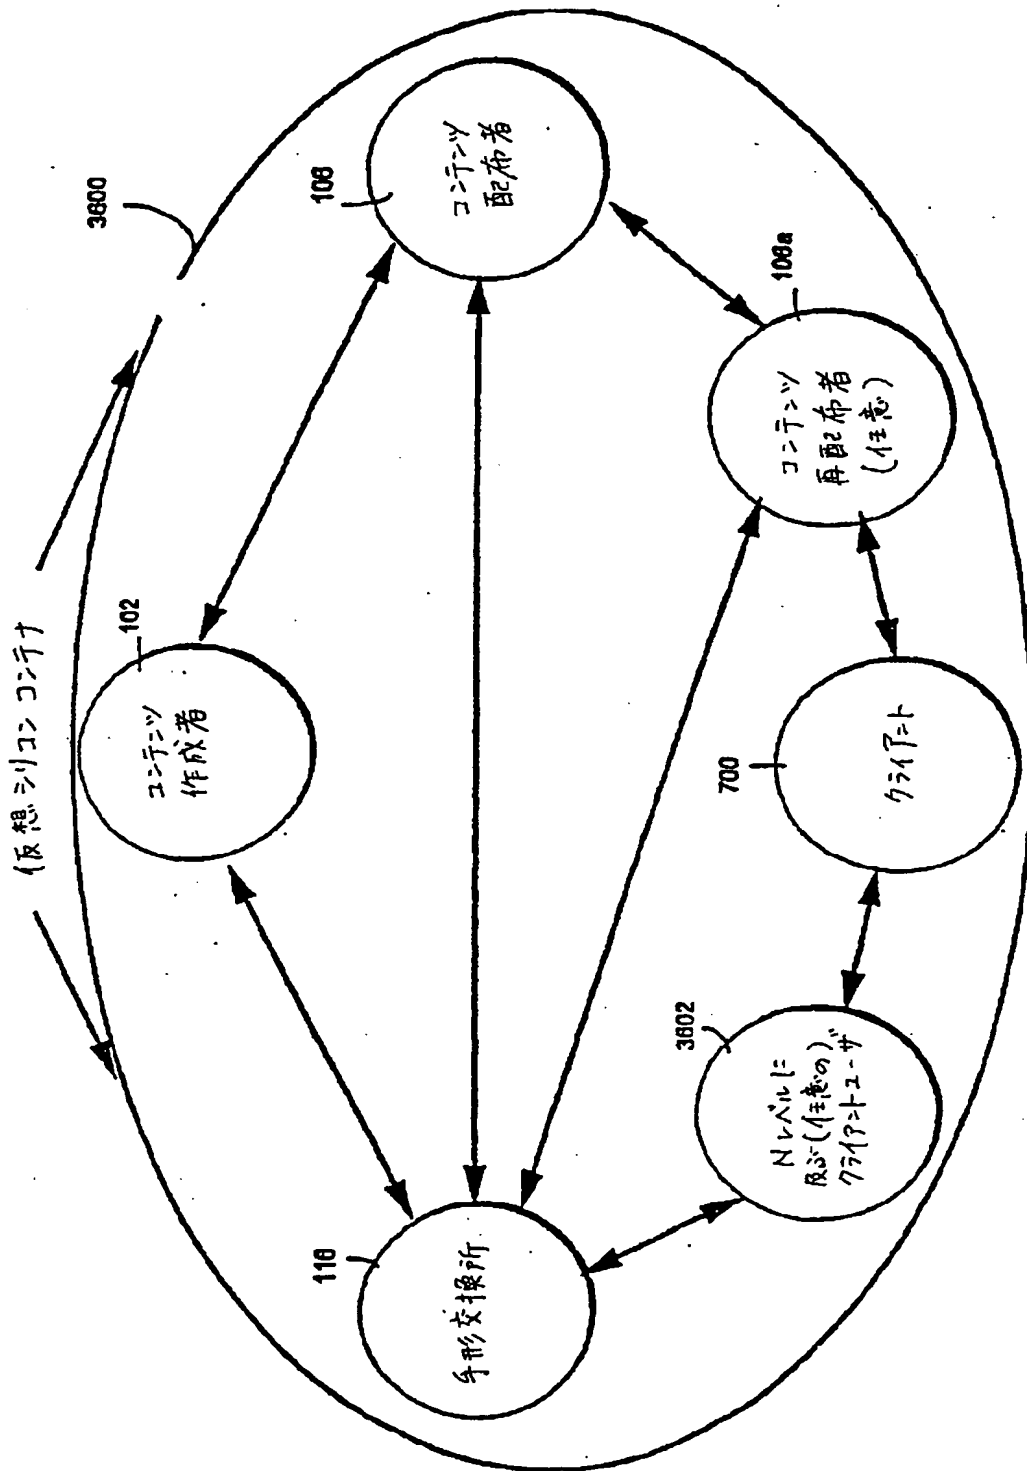 仮想シリコン コンテナ
3600
102
コンテンツ
作成者
106
コンテンツ
配布者
106a
コンテンツ
再配布者
(任意)
700
クライアント
3602
Nレベルに
及ぶ(任意の)
クライアントユーザ
116
手形交換所